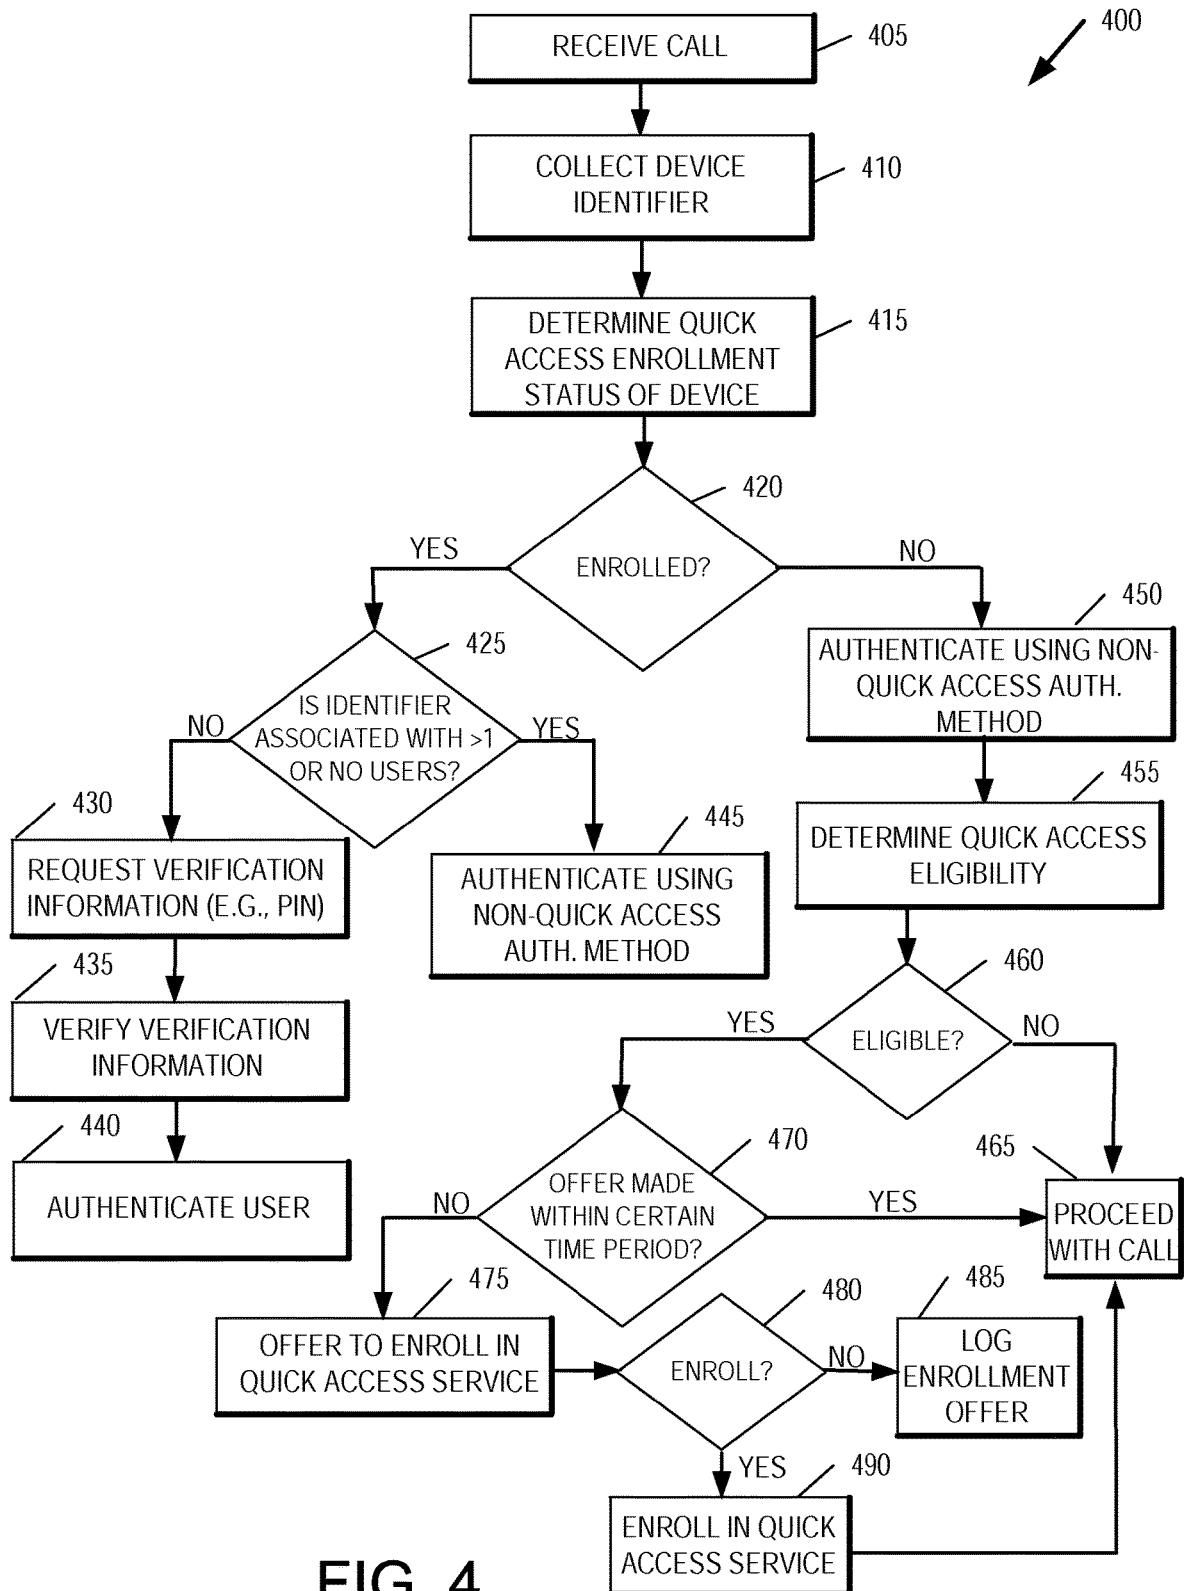 RECEIVE CALL
405
400
COLLECT DEVICE
IDENTIFIER
410
DETERMINE QUICK
ACCESS ENROLLMENT
STATUS OF DEVICE
415
420
ENROLLED?
YES
NO
425
IS IDENTIFIER
ASSOCIATED WITH >1
OR NO USERS?
NO
YES
450
AUTHENTICATE USING NON-
QUICK ACCESS AUTH.
METHOD
430
REQUEST VERIFICATION
INFORMATION (E.G., PIN)
445
AUTHENTICATE USING
NON-QUICK ACCESS
AUTH. METHOD
455
DETERMINE QUICK ACCESS
ELIGIBILITY
435
VERIFY VERIFICATION
INFORMATION
460
ELIGIBLE?
YES
NO
440
AUTHENTICATE USER
470
OFFER MADE
WITHIN CERTAIN
TIME PERIOD?
NO
YES
465
PROCEED
WITH CALL
475
OFFER TO ENROLL IN
QUICK ACCESS SERVICE
480
ENROLL?
NO
485
LOG
ENROLLMENT
OFFER
YES
490
ENROLL IN QUICK
ACCESS SERVICE
FIG. 4